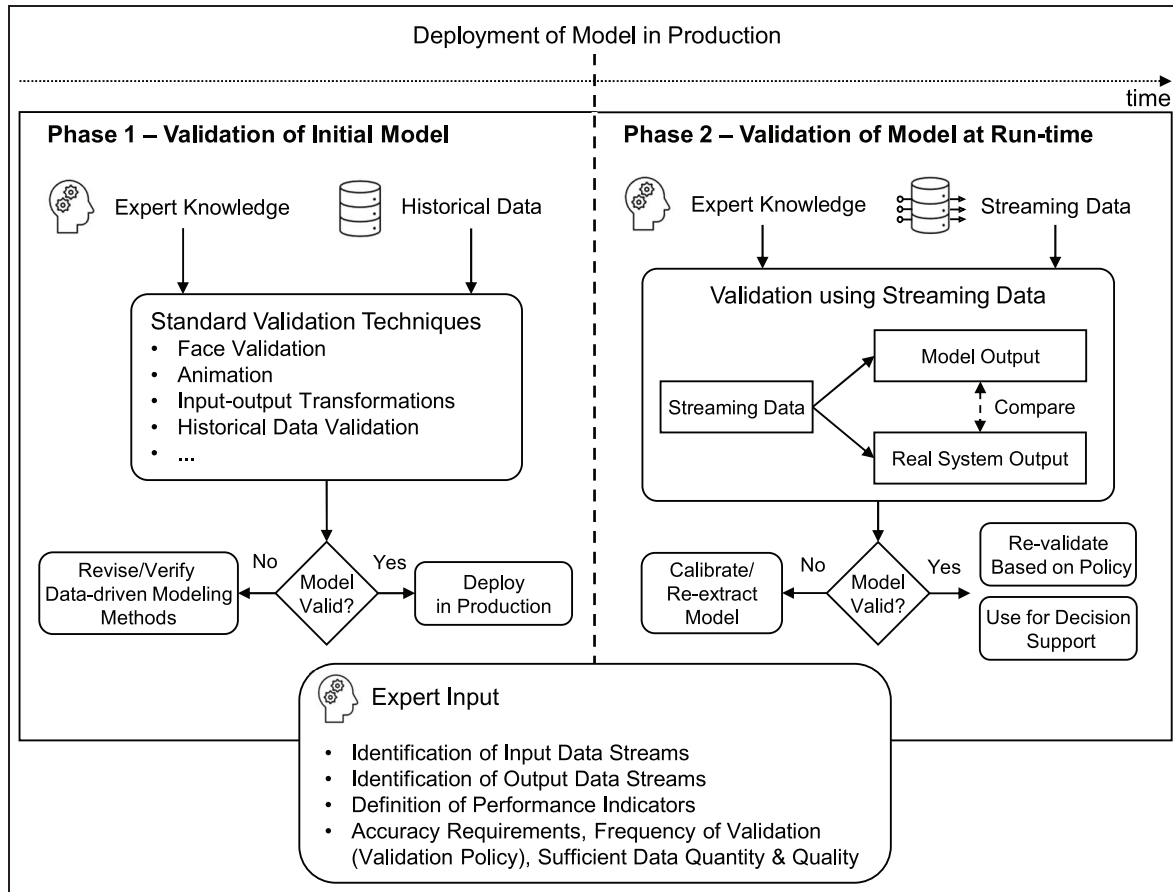 Deployment of Model in Production
time
Phase 1 – Validation of Initial Model
Expert Knowledge
Historical Data
Standard Validation Techniques
• Face Validation
• Animation
• Input-output Transformations
• Historical Data Validation
• ...
No
Model
Valid?
Yes
Revise/Verify
Data-driven Modeling
Methods
Deploy
in Production
Phase 2 – Validation of Model at Run-time
Expert Knowledge
Streaming Data
Validation using Streaming Data
Streaming Data
Model Output
Compare
Real System Output
No
Model
Valid?
Yes
Calibrate/
Re-extract
Model
Re-validate
Based on Policy
Use for Decision
Support
Expert Input
• Identification of Input Data Streams
• Identification of Output Data Streams
• Definition of Performance Indicators
• Accuracy Requirements, Frequency of Validation
(Validation Policy), Sufficient Data Quantity & Quality